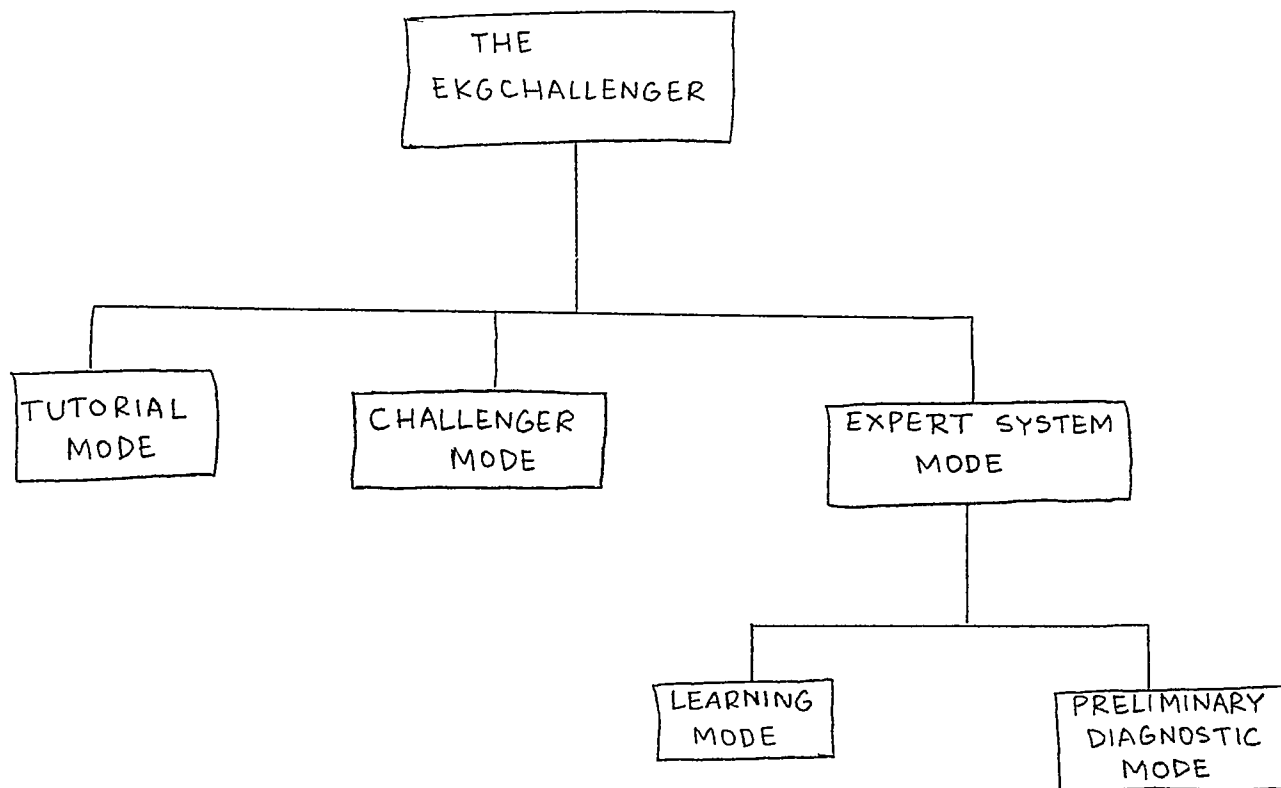 THE
EKGCHALLENGER
TUTORIAL
MODE
CHALLENGER
MODE
EXPERT SYSTEM
MODE
LEARNING
MODE
PRELIMINARY
DIAGNOSTIC
MODE